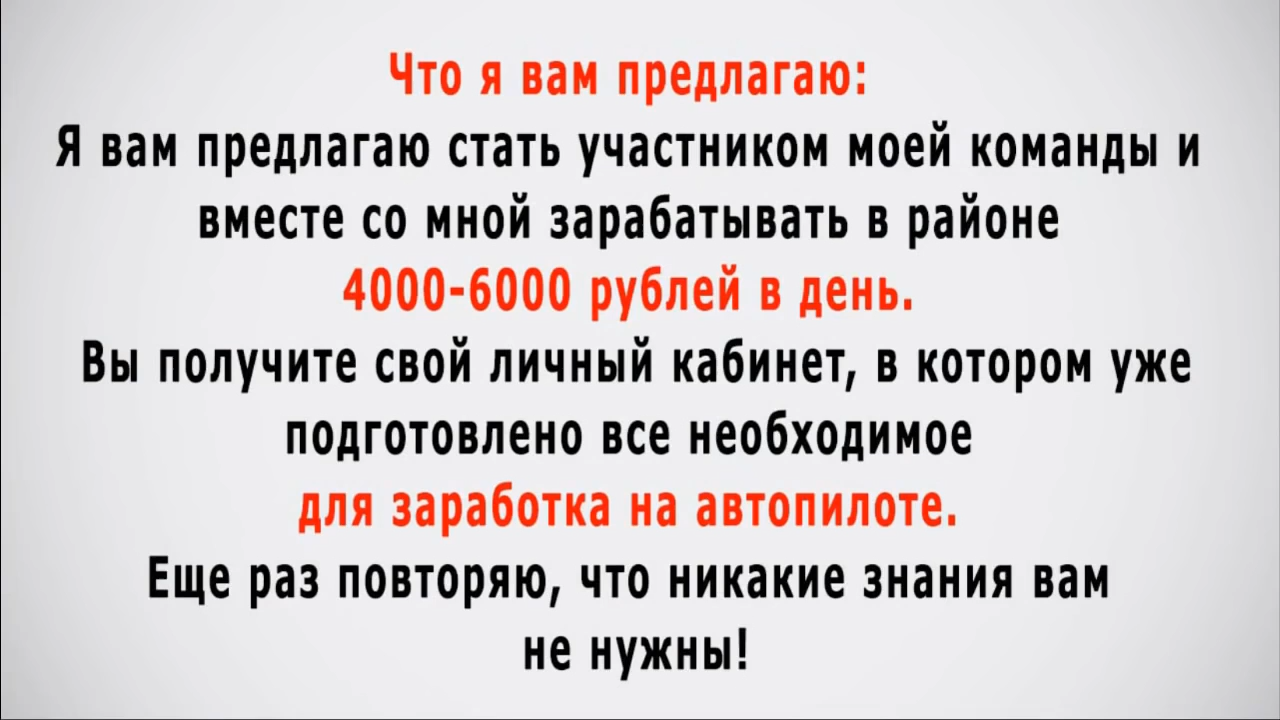 Что я вам предлагаю:
Я вам предлагаю стать участником моей команды и
вместе со мной зарабатывать в районе
4000-6000 рублей в день.
Вы получите свой личный кабинет, в котором уже
подготовлено все необходимое
для заработка на автопилоте.
Еще раз повторяю, что никакие знания вам
не нужны!